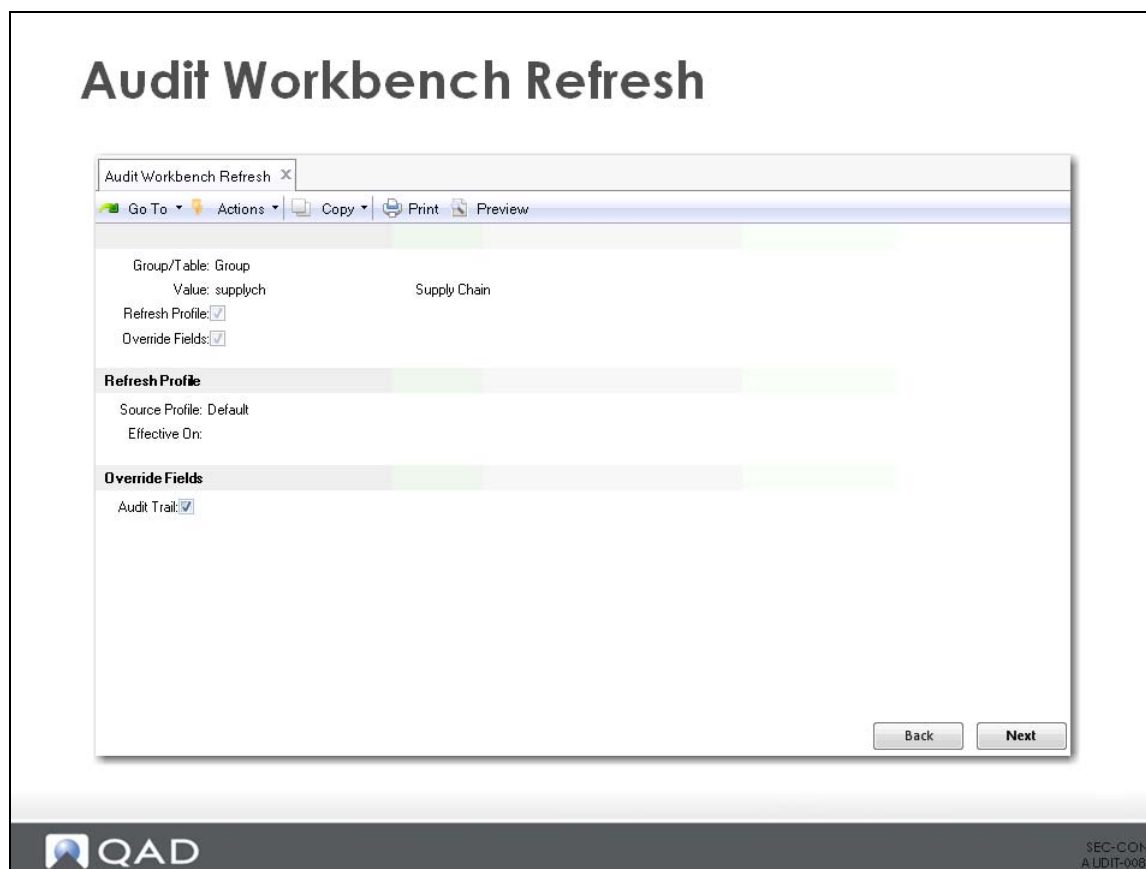 Audit Workbench Refresh
Audit Workbench Refresh X
Go To Actions Copy Print Preview
Group/Table: Group
Value: supplych Supply Chain
Refresh Profile:
Override Fields:
Refresh Profile
Source Profile: Default
Effective On:
Override Fields
Audit Trail:
Back Next
QAD
SEC-CON
AUDIT-008